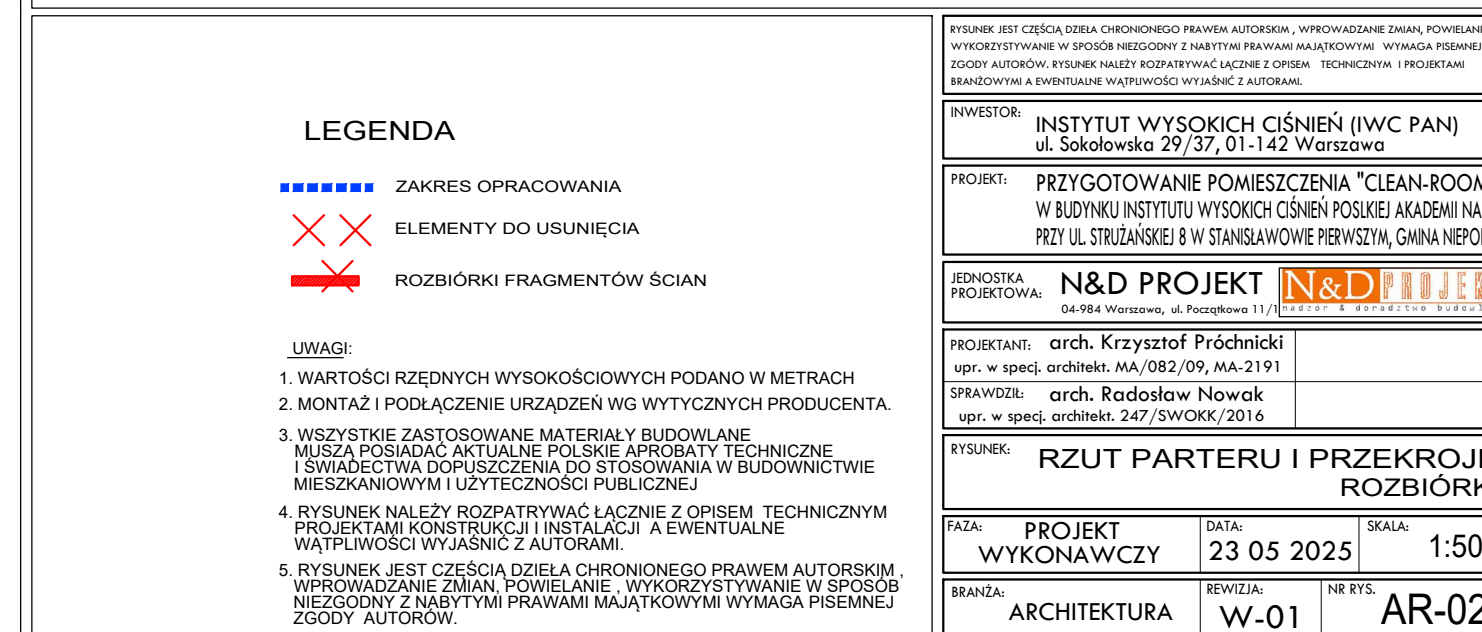 LEGENDA
ZAKRES OPRACOWANIA
ELEMENTY DO USUNIĘCIA
ROZBIÓRKI FRAGMENTÓW ŚCIAN
UWAGI:
1. WARTOŚCI RZĘDNYCH WYSOKOŚCIOWYCH PODANO W METRACH
2. MONTAŻ I PODŁĄCZENIE URZĄDZEŃ WG WYTYCZNYCH PRODUCENTA.
3. WSZYSTKIE ZASTOSOWANE MATERIAŁY BUDOWLANE
MUSZĄ POSIADAĆ AKTUALNE POLSKIE APROBATY TECHNICZNE
I ŚWIADECTWA DOPUSZCZENIA DO STOSOWANIA W BUDOWNICTWIE
MIESZKANIOWYM I UŻYTECZNOŚCI PUBLICZNEJ
4. RYSUNEK NALEŻY ROZPATRYWAĆ ŁĄCZNIE Z OPISEM TECHNICZNYM
PROJEKTAMI KONSTRUKCJI I INSTALACJI A EWENTUALNE
WĄTPLIWOŚCI WYJAŚNIĆ Z AUTORAMI.
5. RYSUNEK JEST CZĘŚCIĄ DZIEŁA CHRONIONEGO PRAWEM AUTORSKIM ,
WPROWADZANIE ZMIAN, POWIELANIE , WYKORZYSTYWANIE W SPOSÓB
NIEZGODNY Z NABYTYMI PRAWAMI MAJĄTKOWYMI WYMAGA PISEMNEJ
ZGODY AUTORÓW.
RYSUNEK JEST CZĘŚCIĄ DZIEŁA CHRONIONEGO PRAWEM AUTORSKIM , WPROWADZANIE ZMIAN, POWIELANI
WYKORZYSTYWANIE W SPOSÓB NIEZGODNY Z NABYTYMI PRAWAMI MAJĄTKOWYMI WYMAGA PISEMNEJ
ZGODY AUTORÓW. RYSUNEK NALEŻY ROZPATRYWAĆ ŁĄCZNIE Z OPISEM TECHNICZNYM I PROJEKTAMI
BRANŻOWYMI A EWENTUALNE WĄTPLIWOŚCI WYJAŚNIĆ Z AUTORAMI.
INWESTOR: INSTYTUT WYSOKICH CIŚNIEŃ (IWC PAN)
ul. Sokołowska 29/37, 01-142 Warszawa
PROJEKT: PRZYGOTOWANIE POMIESZCZENIA "CLEAN-ROOM
W BUDYNKU INSTYTUTU WYSOKICH CIŚNIEŃ POSLKIEJ AKADEMII NA
PRZY UL. STRUŻAŃSKIEJ 8 W STANISŁAWOWIE PIERWSZYM, GMINA NIEPO
JEDNOSTKA PROJEKTOWA: N&D PROJEKT
04-984 Warszawa, ul. Początkowa 11/1
N&D PROJEK
nadzór & doradztwo budowl
PROJEKTANT: arch. Krzysztof Próchnicki
upr. w specj. architekt. MA/082/09, MA-2191
SPRAWDZIŁ: arch. Radosław Nowak
upr. w specj. architekt. 247/SWOKK/2016
RYSUNEK: RZUT PARTERU I PRZEKROJ
ROZBIÓRK
FAZA: PROJEKT WYKONAWCZY
DATA: 23 05 2025
SKALA: 1:50
BRANŻA: ARCHITEKTURA
REWIZJA: W-01
NR RYS. AR-02